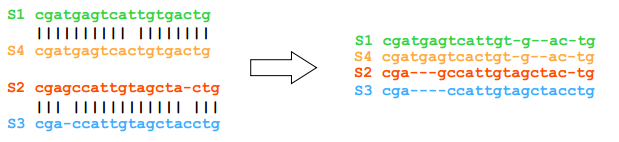 S1 cgatgagtcattgtgactg
|||||||||| ||||||||
S4 cgatgagtcactgtgactg
S2 cgagccattgtagcta-ctg
||| |||||||||||| |||
S3 cga-ccattgtagctacctg
S1 cgatgagtcattgt-g--ac-tg
S4 cgatgagtcactgt-g--ac-tg
S2 cga---gccattgtagctac-tg
S3 cga----ccattgtagctacctg